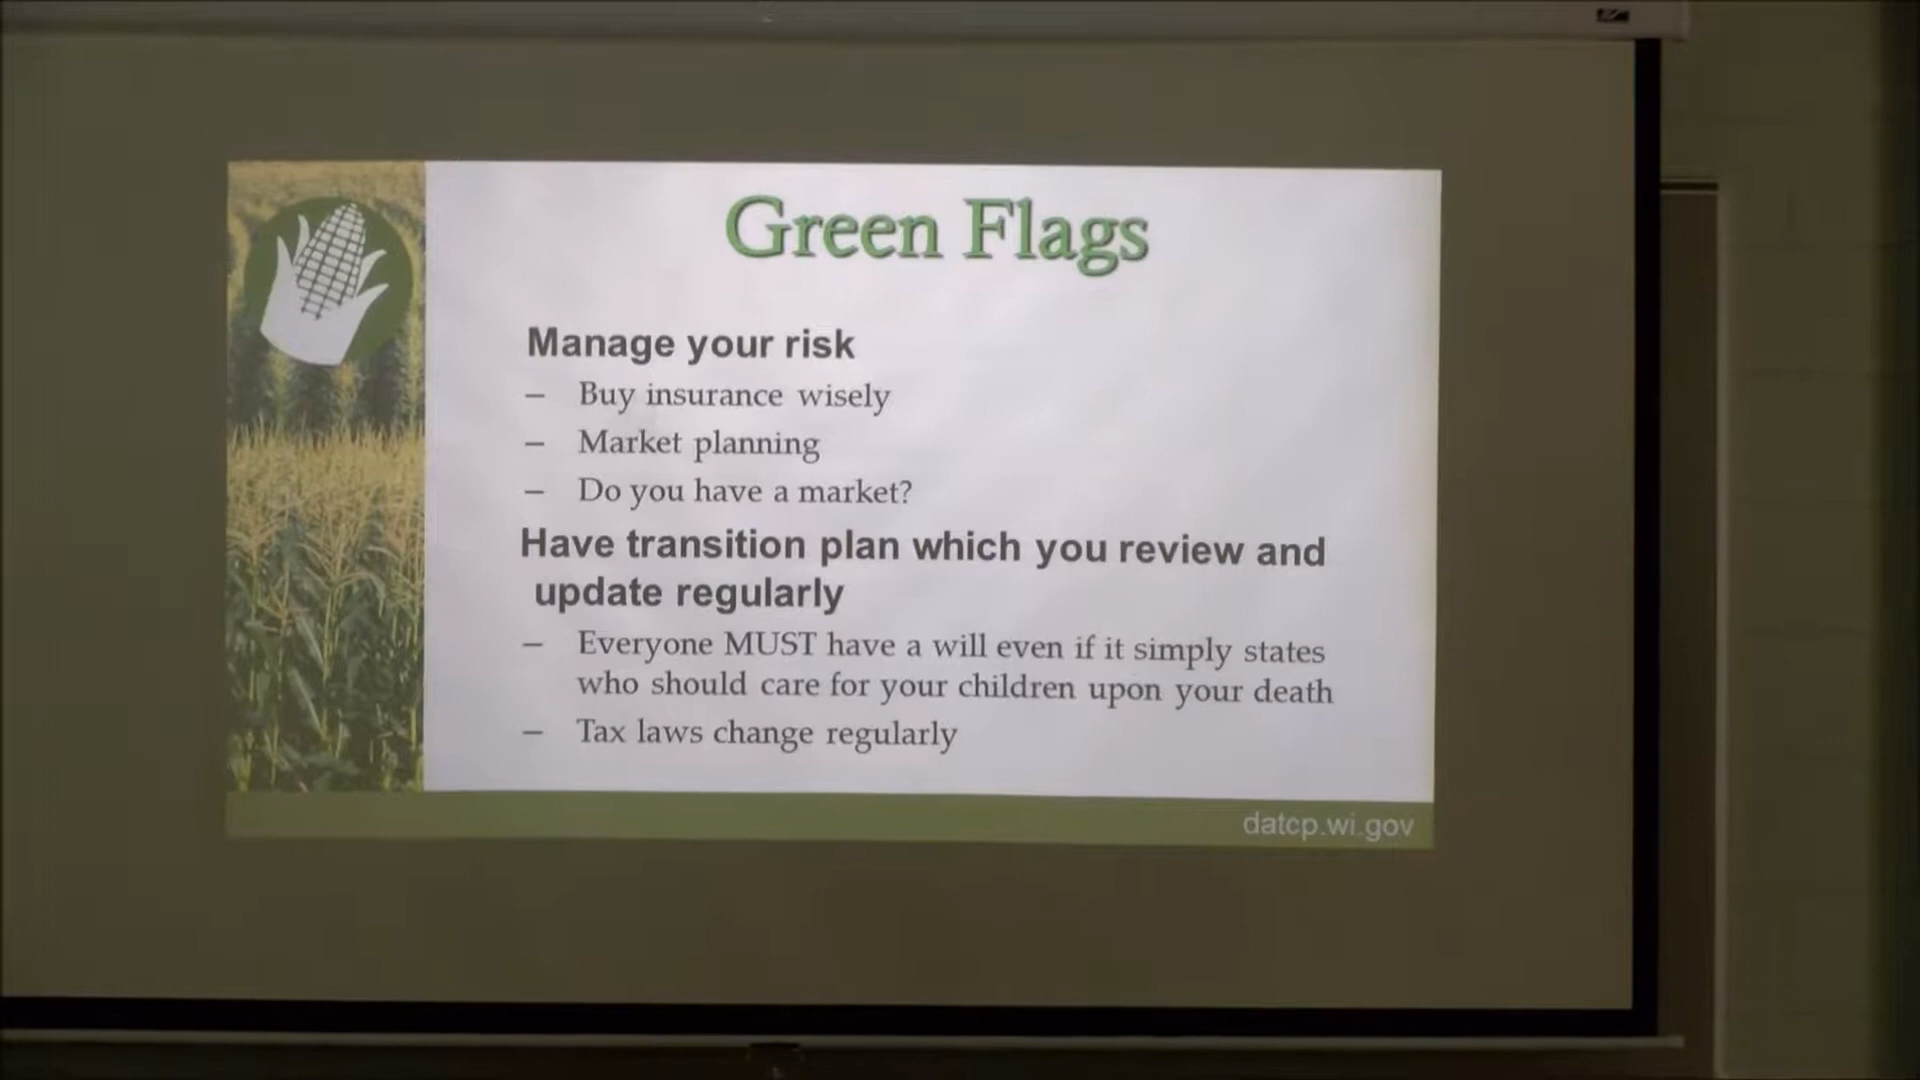 Green Flags
Manage your risk
– Buy insurance wisely
– Market planning
– Do you have a market?
Have transition plan which you review and
update regularly
– Everyone MUST have a will even if it simply states
who should care for your children upon your death
– Tax laws change regularly
datcp.wi.gov